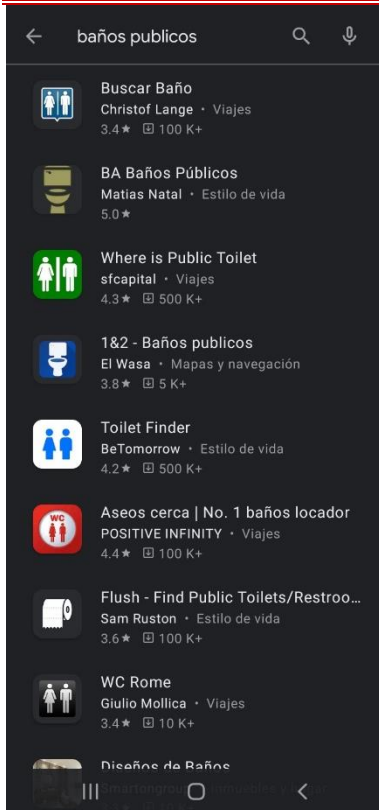 baños publicos
Buscar Baño
Christof Lange • Viajes
3.4★ 100 K+
BA Baños Públicos
Matias Natal • Estilo de vida
5.0★
Where is Public Toilet
sfcapital • Viajes
4.3★ 500 K+
1&2 - Baños publicos
El Wasa • Mapas y navegación
3.8★ 5 K+
Toilet Finder
BeTomorrow • Estilo de vida
4.2★ 500 K+
WC
Aseos cerca | No. 1 baños locador
POSITIVE INFINITY • Viajes
4.4★ 100 K+
Flush - Find Public Toilets/Restroo...
Sam Ruston • Estilo de vida
3.6★ 100 K+
WC Rome
Giulio Mollica • Viajes
3.4★ 10 K+
Diseños de Baños